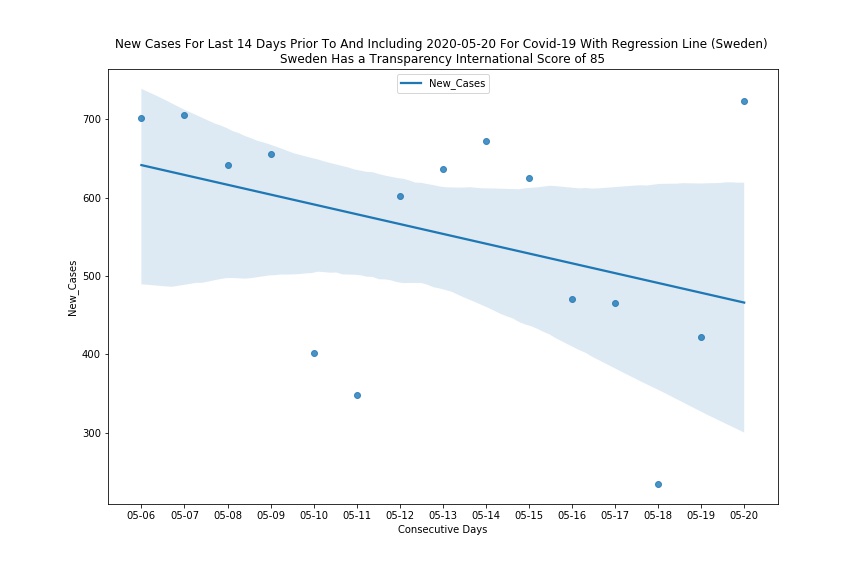 New Cases For Last 14 Days Prior To And Including 2020-05-20 For Covid-19 With Regression Line (Sweden)
Sweden Has a Transparency International Score of 85
New_Cases
700
600
500
400
300
New_Cases
05-06 05-07 05-08 05-09 05-10 05-11 05-12 05-13 05-14 05-15 05-16 05-17 05-18 05-19 05-20
Consecutive Days